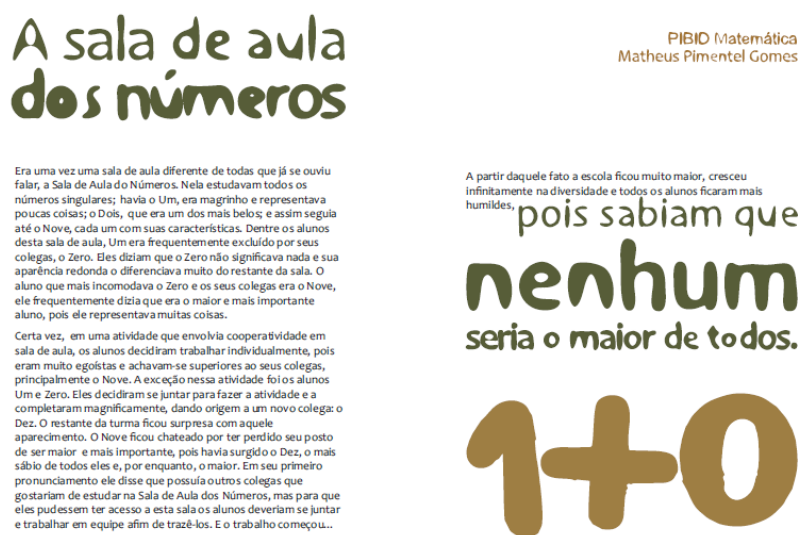 A sala de aula
dos números
PIBID Matemática
Matheus Pimentel Gomes
Era uma vez uma sala de aula diferente de todas que já se ouviu
falar, a Sala de Aula do Números. Nela estudavam todos os
números singulares; havia o Um, era magrinho e representava
poucas coisas; o Dois, que era um dos mais belos; e assim seguia
até o Nove, cada um com suas características. Dentre os alunos
desta sala de aula, Um era frequentemente excluído por seus
colegas, o Zero. Eles diziam que o Zero não significava nada e sua
aparência redonda o diferenciava muito do restante da sala. O
aluno que mais incomodava o Zero e os seus colegas era o Nove,
ele frequentemente dizia que era o maior e mais importante
aluno, pois ele representava muitas coisas.
Certa vez, em uma atividade que envolvia cooperatividade em
sala de aula, os alunos decidiram trabalhar individualmente, pois
eram muito egoístas e achavam-se superiores ao seus colegas,
principalmente o Nove. A exceção nessa atividade foi os alunos
Um e Zero. Eles decidiram se juntar para fazer a atividade e a
completaram magnificamente, dando origem a um novo colega: o
Dez. O restante da turma ficou surpresa com aquele
aparecimento. O Nove ficou chateado por ter perdido seu posto
de ser maior e mais importante, pois havia surgido o Dez, o mais
sábio de todos eles e, por enquanto, o maior. Em seu primeiro
pronunciamento ele disse que possuía outros colegas que
gostariam de estudar na Sala de Aula dos Números, mas para que
eles pudessem ter acesso a esta sala os alunos deveriam se juntar
e trabalhar em equipe afim de trazê-los. E o trabalho começou...
A partir daquele fato a escola ficou muito maior, cresceu
infinitamente na diversidade e todos os alunos ficaram mais
humildes, pois sabiam que
nenhum
seria o maior de todos.
1+0